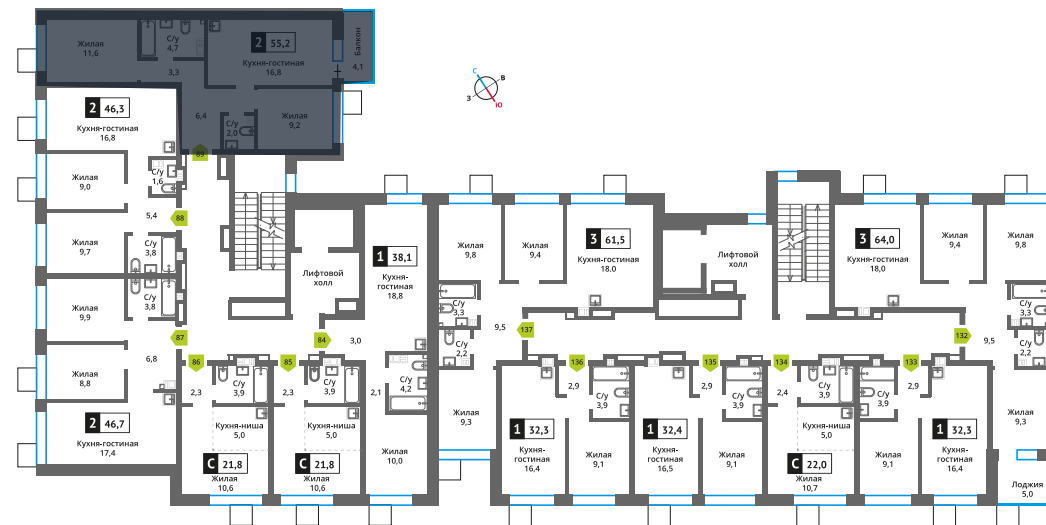 Жилая
11,6
С/у
4,7
3,3
2 55,2
Кухня-гостиная
16,8
Балкон
4,1
6,4
С/у
2,0
Жилая
9,2
89
С
В
З
Ю
2 46,3
Кухня-гостиная
16,8
Жилая
9,0
С/у
1,6
5,4
88
Жилая
9,7
С/у
3,8
Жилая
9,9
С/у
3,8
87
6,8
Жилая
8,8
2 46,7
Кухня-гостиная
17,4
86
2,3
С/у
3,9
Кухня-ниша
5,0
С 21,8
10,6
85
2,3
С/у
3,9
Кухня-ниша
5,0
С 21,8
10,6
Лифтовой
холл
84
3,0
1 38,1
Кухня-
гостиная
18,8
С/у
4,2
2,1
Жилая
10,0
Жилая
9,8
Жилая
9,4
3 61,5
Кухня-гостиная
18,0
С/у
3,3
9,5
137
С/у
2,2
Жилая
9,3
136
2,9
С/у
3,9
1 32,3
Кухня-
гостиная
16,4
Жилая
9,1
Лифтовой
холл
135
2,9
С/у
3,9
1 32,4
Кухня-
гостиная
16,5
Жилая
9,1
134
2,4
С/у
3,9
Кухня-ниша
5,0
С 22,0
10,7
133
2,9
С/у
3,9
1 32,3
Кухня-
гостиная
16,4
Жилая
9,1
3 64,0
Кухня-гостиная
18,0
Жилая
9,4
Жилая
9,8
С/у
3,3
132
9,5
С/у
2,2
Жилая
9,3
Лоджия
5,0